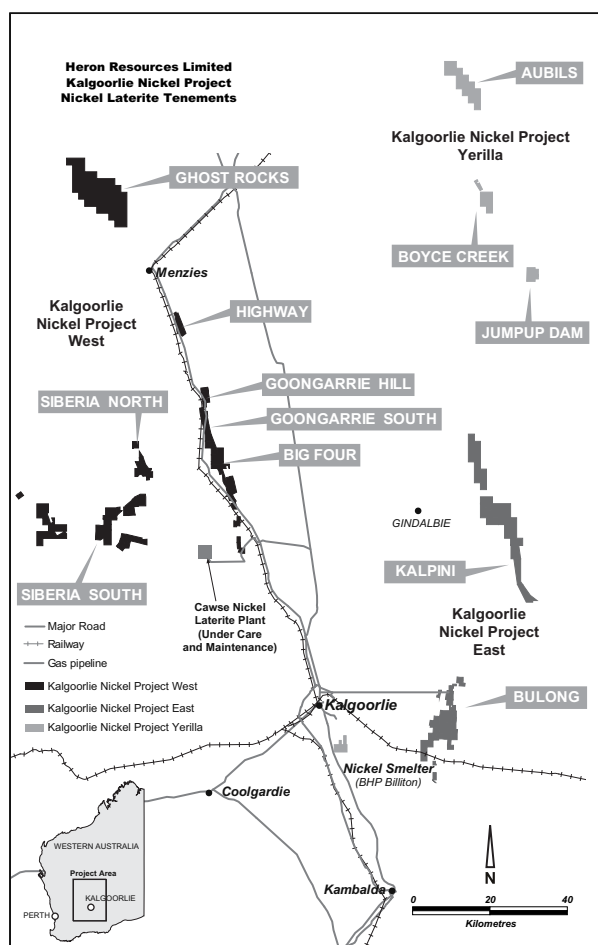 Heron Resources Limited
Kalgoorlie Nickel Project
Nickel Laterite Tenements
AUBILS
Kalgoorlie Nickel Project
Yerilla
GHOST ROCKS
BOYCE CREEK
Menzies
JUMPUP DAM
Kalgoorlie
Nickel Project
West
HIGHWAY
GOONGARRIE HILL
SIBERIA NORTH
GOONGARRIE SOUTH
BIG FOUR
GINDALBIE
KALPINI
SIBERIA SOUTH
Cawse Nickel
Laterite Plant
(Under Care
and Maintenance)
Kalgoorlie
Nickel Project
East
Major Road
Railway
Gas pipeline
Kalgoorlie Nickel Project West
Kalgoorlie Nickel Project East
Kalgoorlie Nickel Project Yerilla
BULONG
Kalgoorlie
Nickel Smelter
(BHP Billiton)
Coolgardie
WESTERN AUSTRALIA
Project Area
KALGOORLIE
PERTH
Kambalda
N
0 20 40
Kilometres